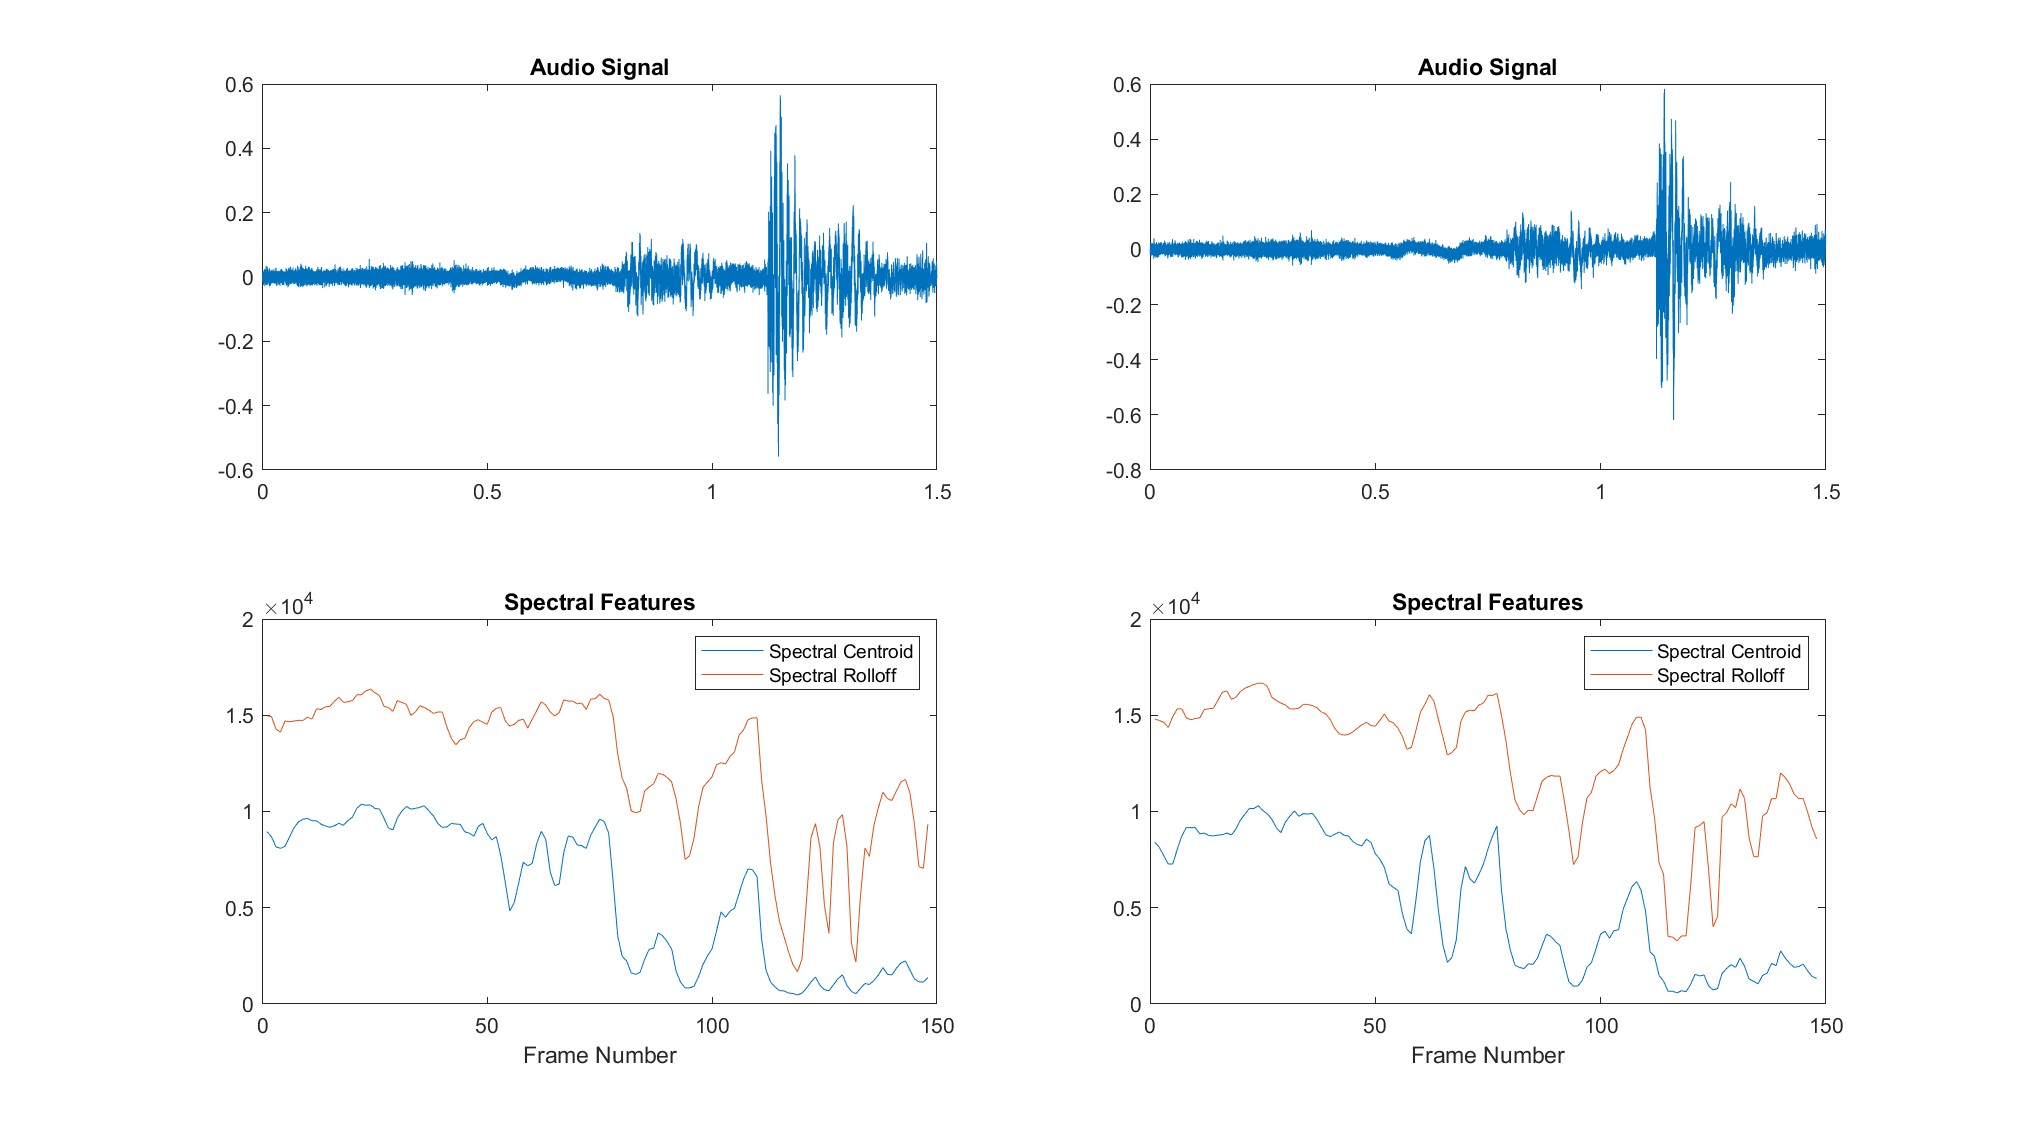 Audio Signal
0.6
0.4
0.2
0
-0.2
-0.4
-0.6
0 0.5 1 1.5
Audio Signal
0.6
0.4
0.2
0
-0.2
-0.4
-0.6
-0.8
0 0.5 1 1.5
Spectral Features
×10⁴
2
1.5
1
0.5
0
0 50 100 150
Spectral Centroid
Spectral Rolloff
Frame Number
Spectral Features
×10⁴
2
1.5
1
0.5
0
0 50 100 150
Spectral Centroid
Spectral Rolloff
Frame Number